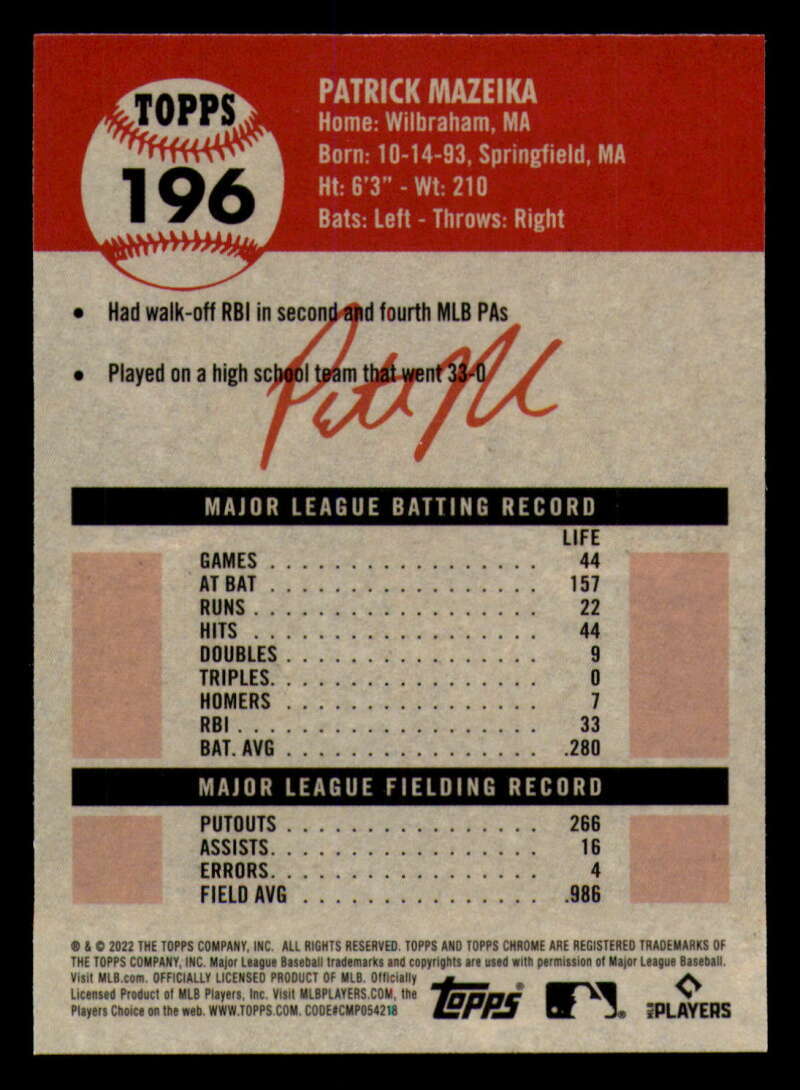 TOPPS
196
PATRICK MAZEIKA
Home: Wilbraham, MA
Born: 10-14-93, Springfield, MA
Ht: 6'3" - Wt: 210
Bats: Left - Throws: Right
• Had walk-off RBI in second and fourth MLB PAs
• Played on a high school team that went 33-0
MAJOR LEAGUE BATTING RECORD
LIFE
GAMES . . . . . . . . . . . . . . . . . 44
AT BAT . . . . . . . . . . . . . . . . . 157
RUNS . . . . . . . . . . . . . . . . . . 22
HITS . . . . . . . . . . . . . . . . . . 44
DOUBLES . . . . . . . . . . . . . . . . 9
TRIPLES. . . . . . . . . . . . . . . . . 0
HOMERS . . . . . . . . . . . . . . . . 7
RBI . . . . . . . . . . . . . . . . . . . 33
BAT. AVG . . . . . . . . . . . . . . . . .280
MAJOR LEAGUE FIELDING RECORD
PUTOUTS . . . . . . . . . . . . . . . . 266
ASSISTS. . . . . . . . . . . . . . . . . 16
ERRORS. . . . . . . . . . . . . . . . . 4
FIELD AVG . . . . . . . . . . . . . . . .986
® & © 2022 THE TOPPS COMPANY, INC. ALL RIGHTS RESERVED. TOPPS AND TOPPS CHROME ARE REGISTERED TRADEMARKS OF
THE TOPPS COMPANY, INC. Major League Baseball trademarks and copyrights are used with permission of Major League Baseball.
Visit MLB.com. OFFICIALLY LICENSED PRODUCT OF MLB. Officially
Licensed Product of MLB Players, Inc. Visit MLBPLAYERS.COM, the
Players Choice on the web. WWW.TOPPS.COM. CODE#CMP054218
topps®
MLB PLAYERS